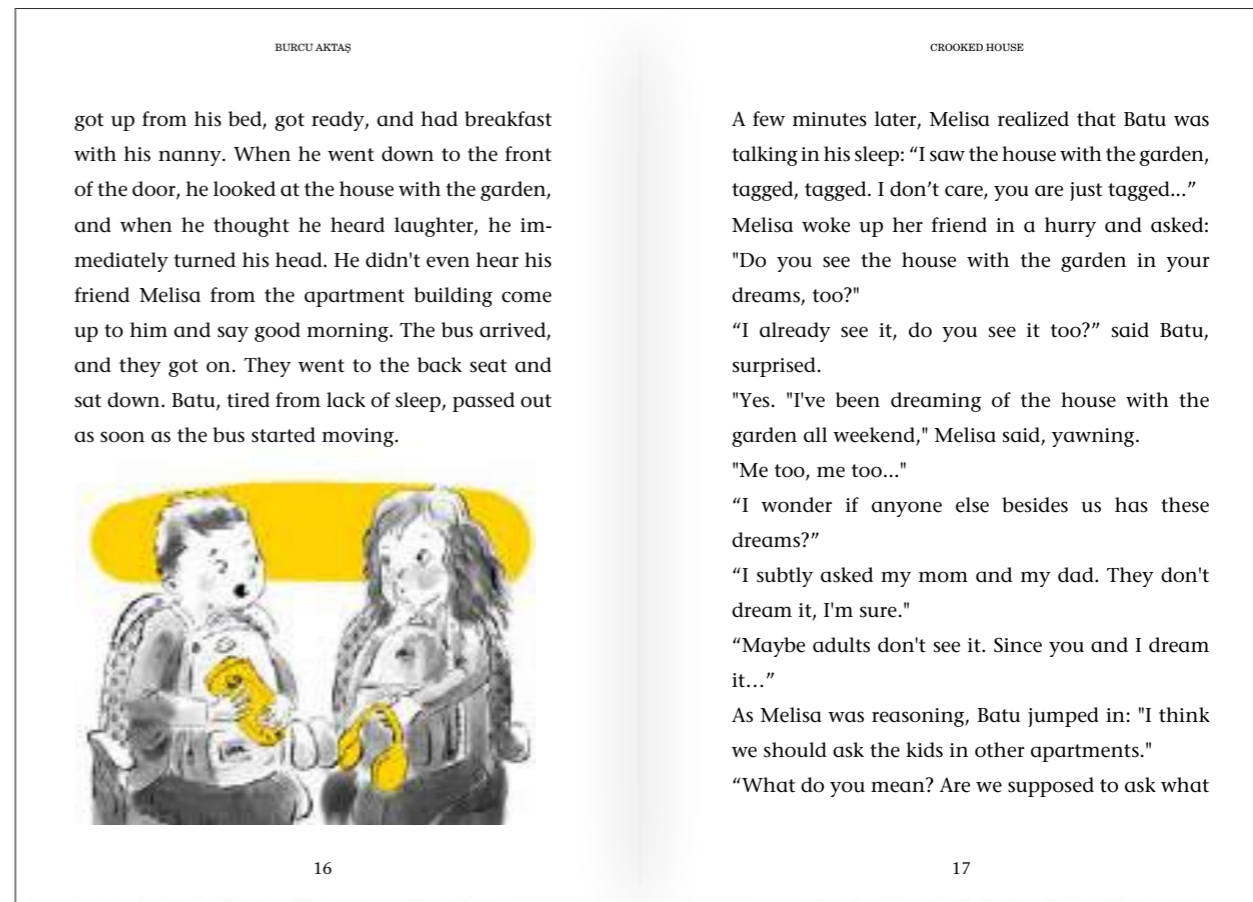 BURCU AKTAŞ
got up from his bed, got ready, and had breakfast
with his nanny. When he went down to the front
of the door, he looked at the house with the garden,
and when he thought he heard laughter, he im-
mediately turned his head. He didn't even hear his
friend Melisa from the apartment building come
up to him and say good morning. The bus arrived,
and they got on. They went to the back seat and
sat down. Batu, tired from lack of sleep, passed out
as soon as the bus started moving.
16
CROOKED HOUSE
A few minutes later, Melisa realized that Batu was
talking in his sleep: “I saw the house with the garden,
tagged, tagged. I don’t care, you are just tagged...”
Melisa woke up her friend in a hurry and asked:
"Do you see the house with the garden in your
dreams, too?"
“I already see it, do you see it too?” said Batu,
surprised.
"Yes. "I've been dreaming of the house with the
garden all weekend," Melisa said, yawning.
"Me too, me too..."
“I wonder if anyone else besides us has these
dreams?”
“I subtly asked my mom and my dad. They don't
dream it, I'm sure."
“Maybe adults don't see it. Since you and I dream
it…”
As Melisa was reasoning, Batu jumped in: "I think
we should ask the kids in other apartments."
“What do you mean? Are we supposed to ask what
17